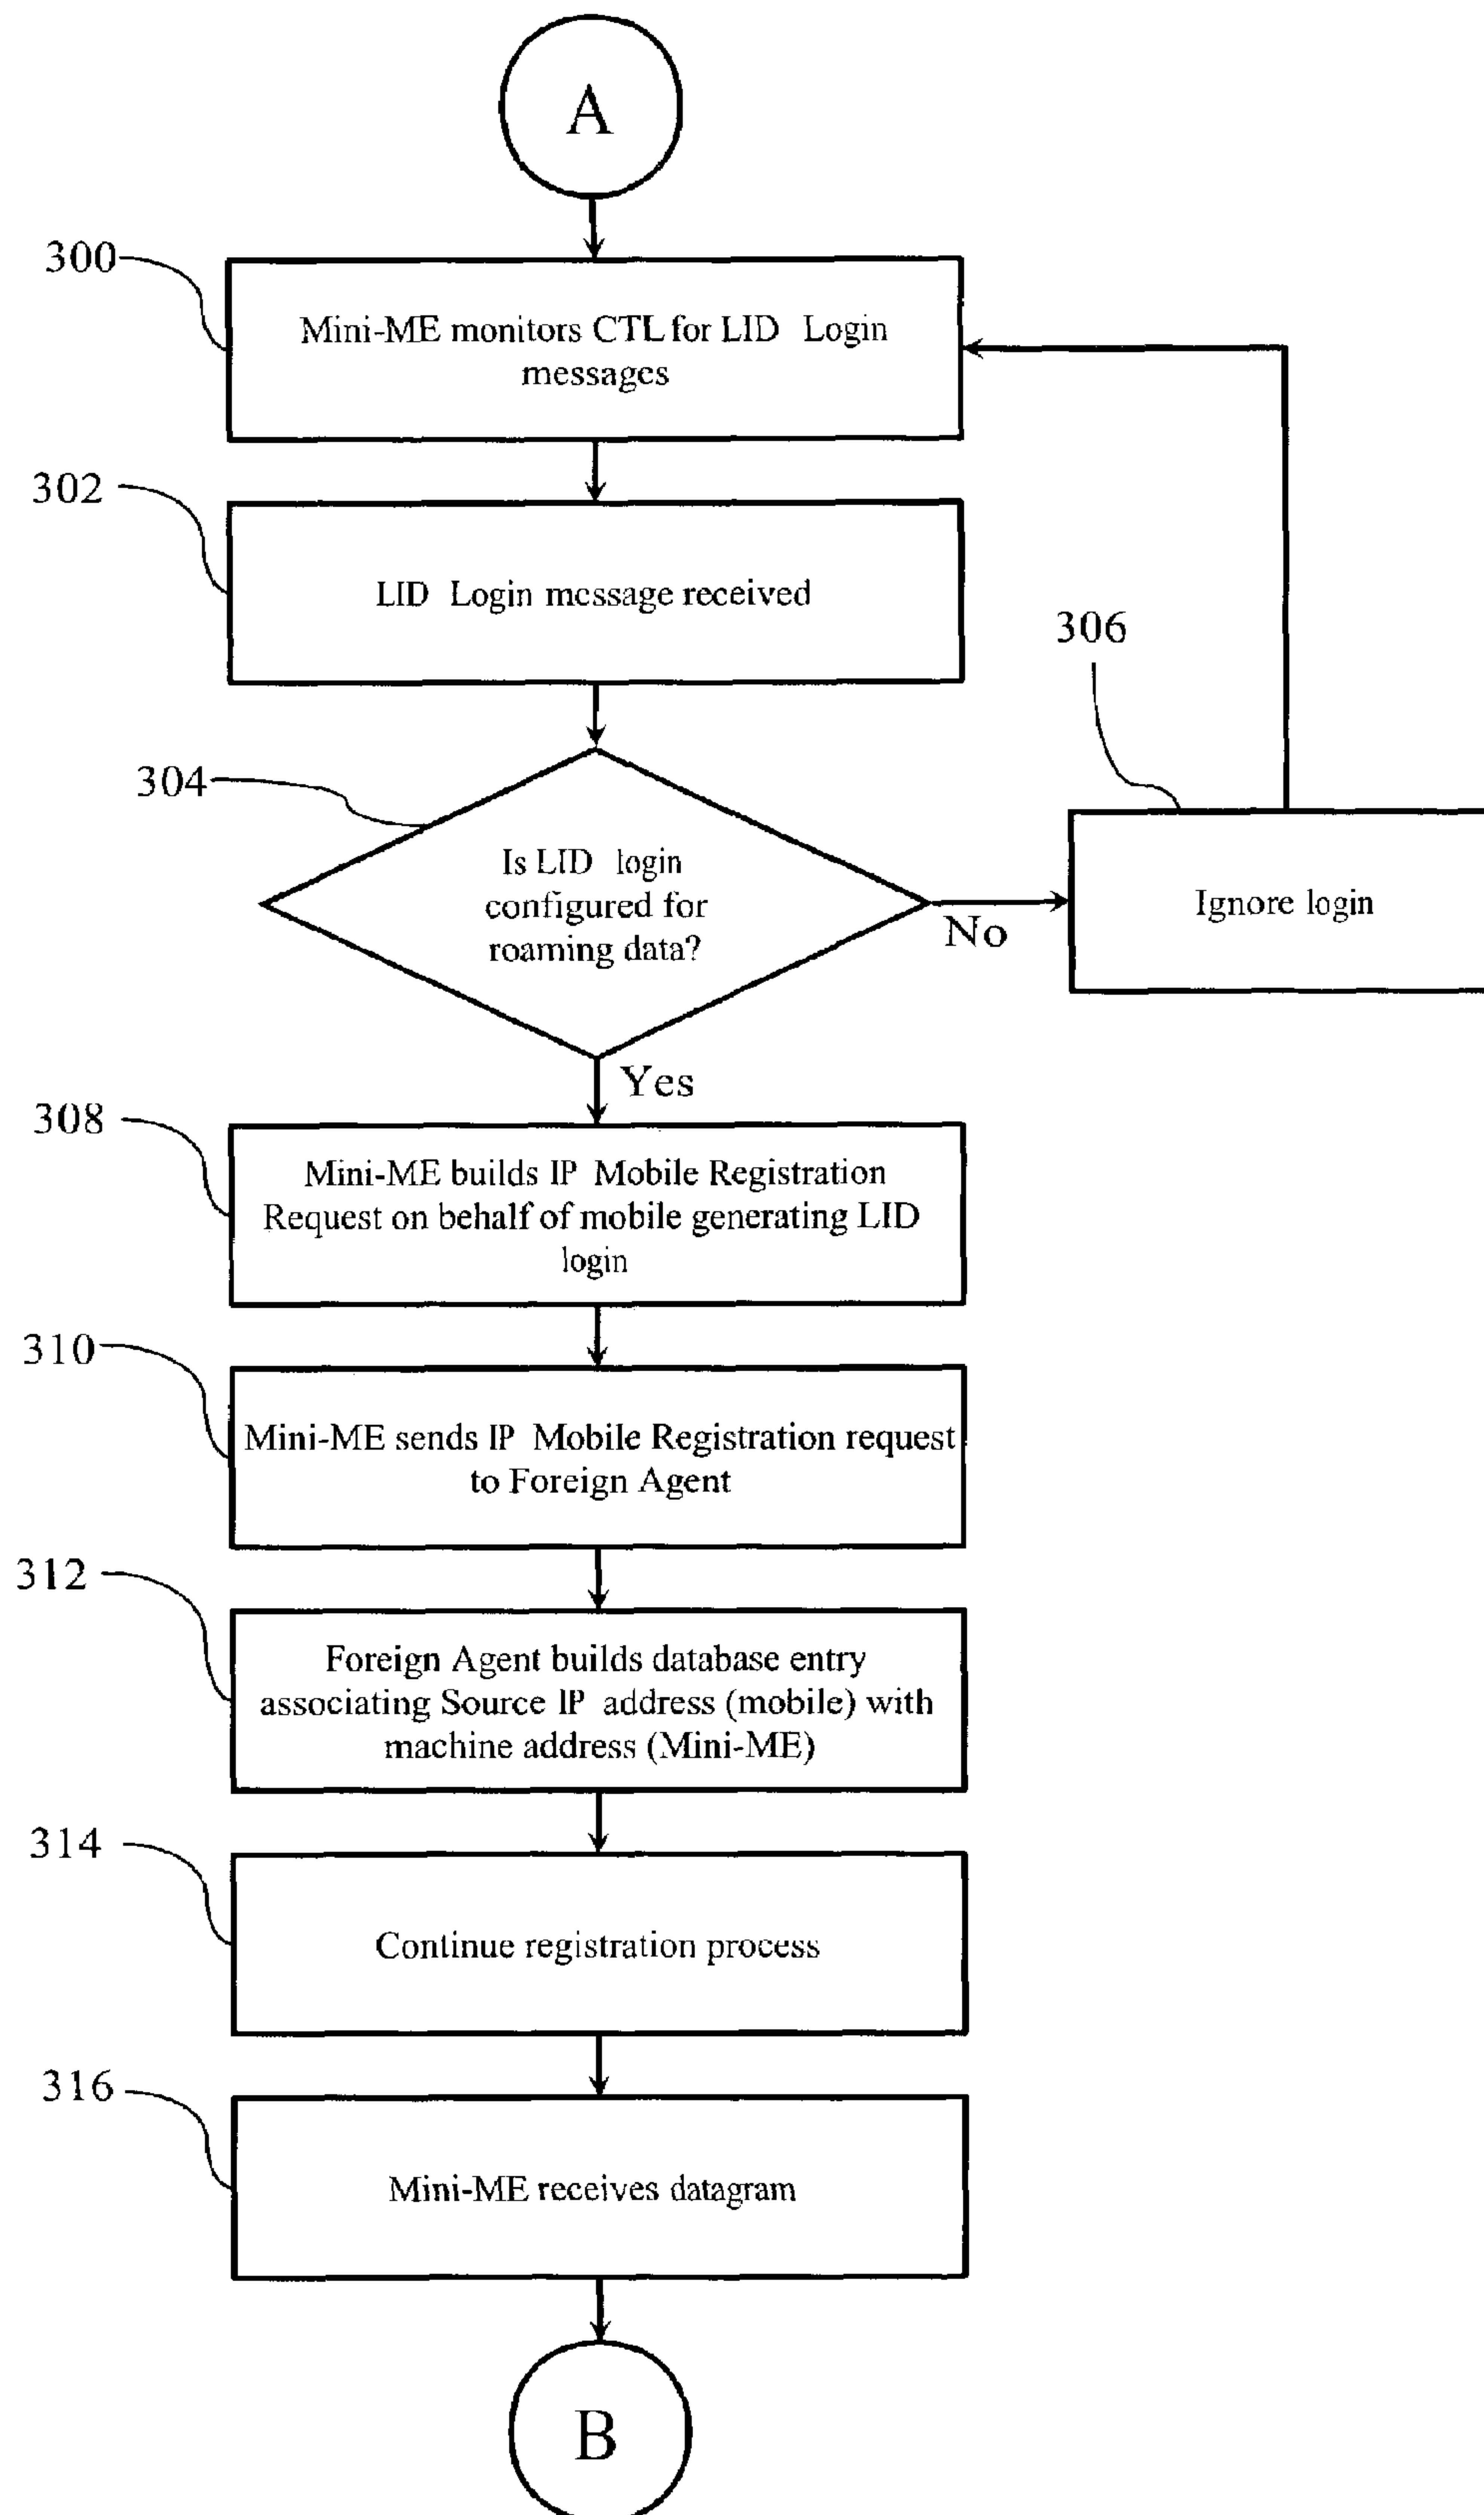 A
300
Mini-ME monitors CTL for LID Login
messages
302
LID Login message received
306
304
Is LID login
configured for
roaming data?
No
Ignore login
Yes
308
Mini-ME builds IP Mobile Registration
Request on behalf of mobile generating LID
login
310
Mini-ME sends IP Mobile Registration request
to Foreign Agent
312
Foreign Agent builds database entry
associating Source IP address (mobile) with
machine address (Mini-ME)
314
Continue registration process
316
Mini-ME receives datagram
B